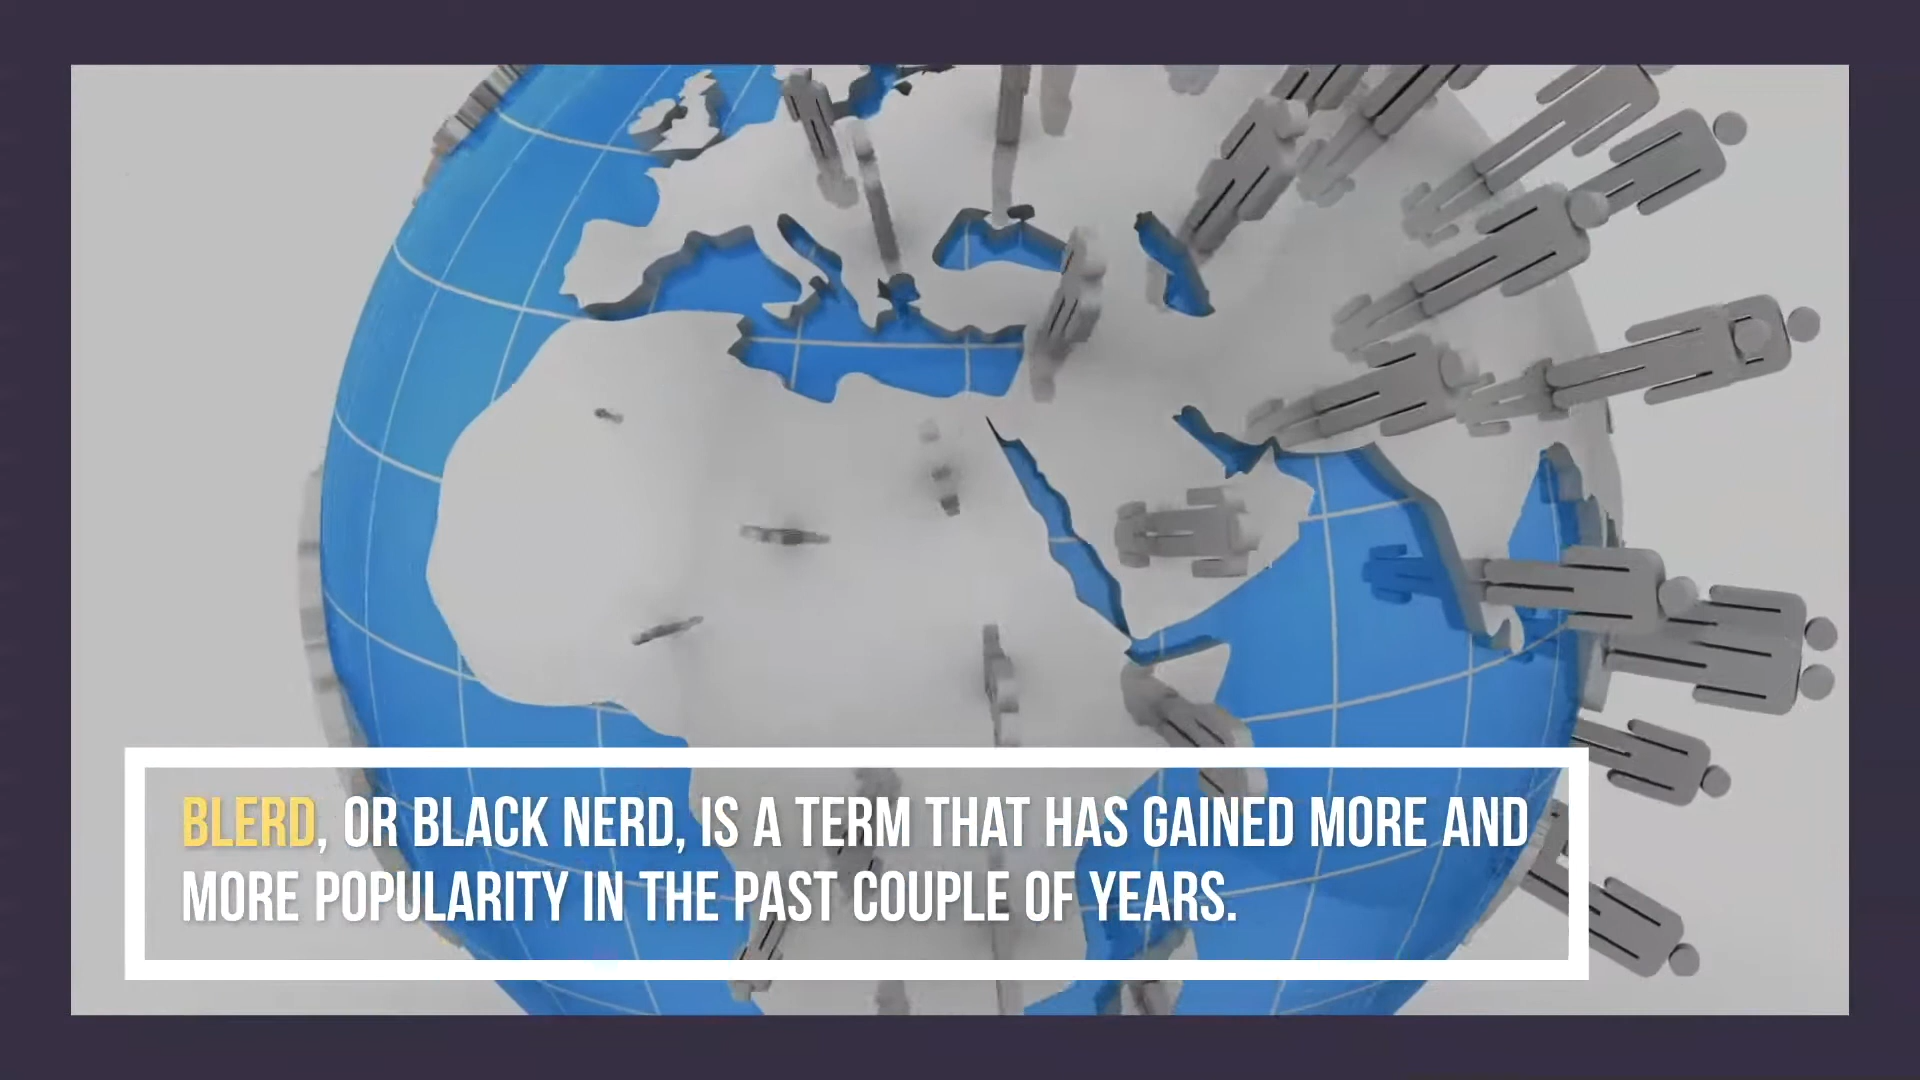 BLERD, OR BLACK NERD, IS A TERM THAT HAS GAINED MORE AND
MORE POPULARITY IN THE PAST COUPLE OF YEARS.